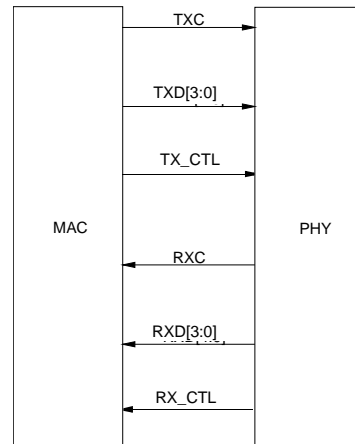 TXC
TXD[3:0]
TX_CTL
MAC
PHY
RXC
RXD[3:0]
RX_CTL